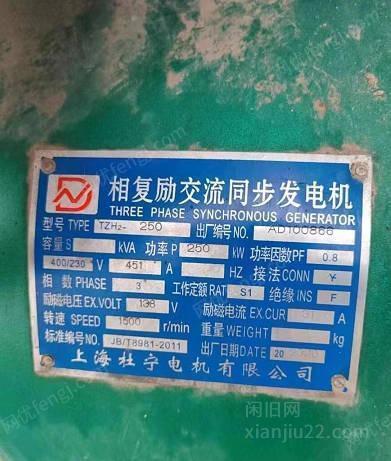 相复励交流同步发电机
THREE PHASE SYNCHRONOUS GENERATOR
型号 TYPE TZH₂- 250 出厂编号 NO. AD100866
容量 S kVA 功率 P 250 kW 功率因数PF 0.8
400/230 V 451 A HZ 接法 CONN Y
相数 PHASE 3 工作定额 RAT S1 绝缘 INS F
励磁电压 EX.VOLT 138 V 励磁电流 EX.CUR A
转速 SPEED 1500 r/min 重量 WEIGHT kg
标准编号NO. JB/T8981-2011 出厂日期 DATE
上海杜宁电机有限公司
闲旧网
xianjiu22.com